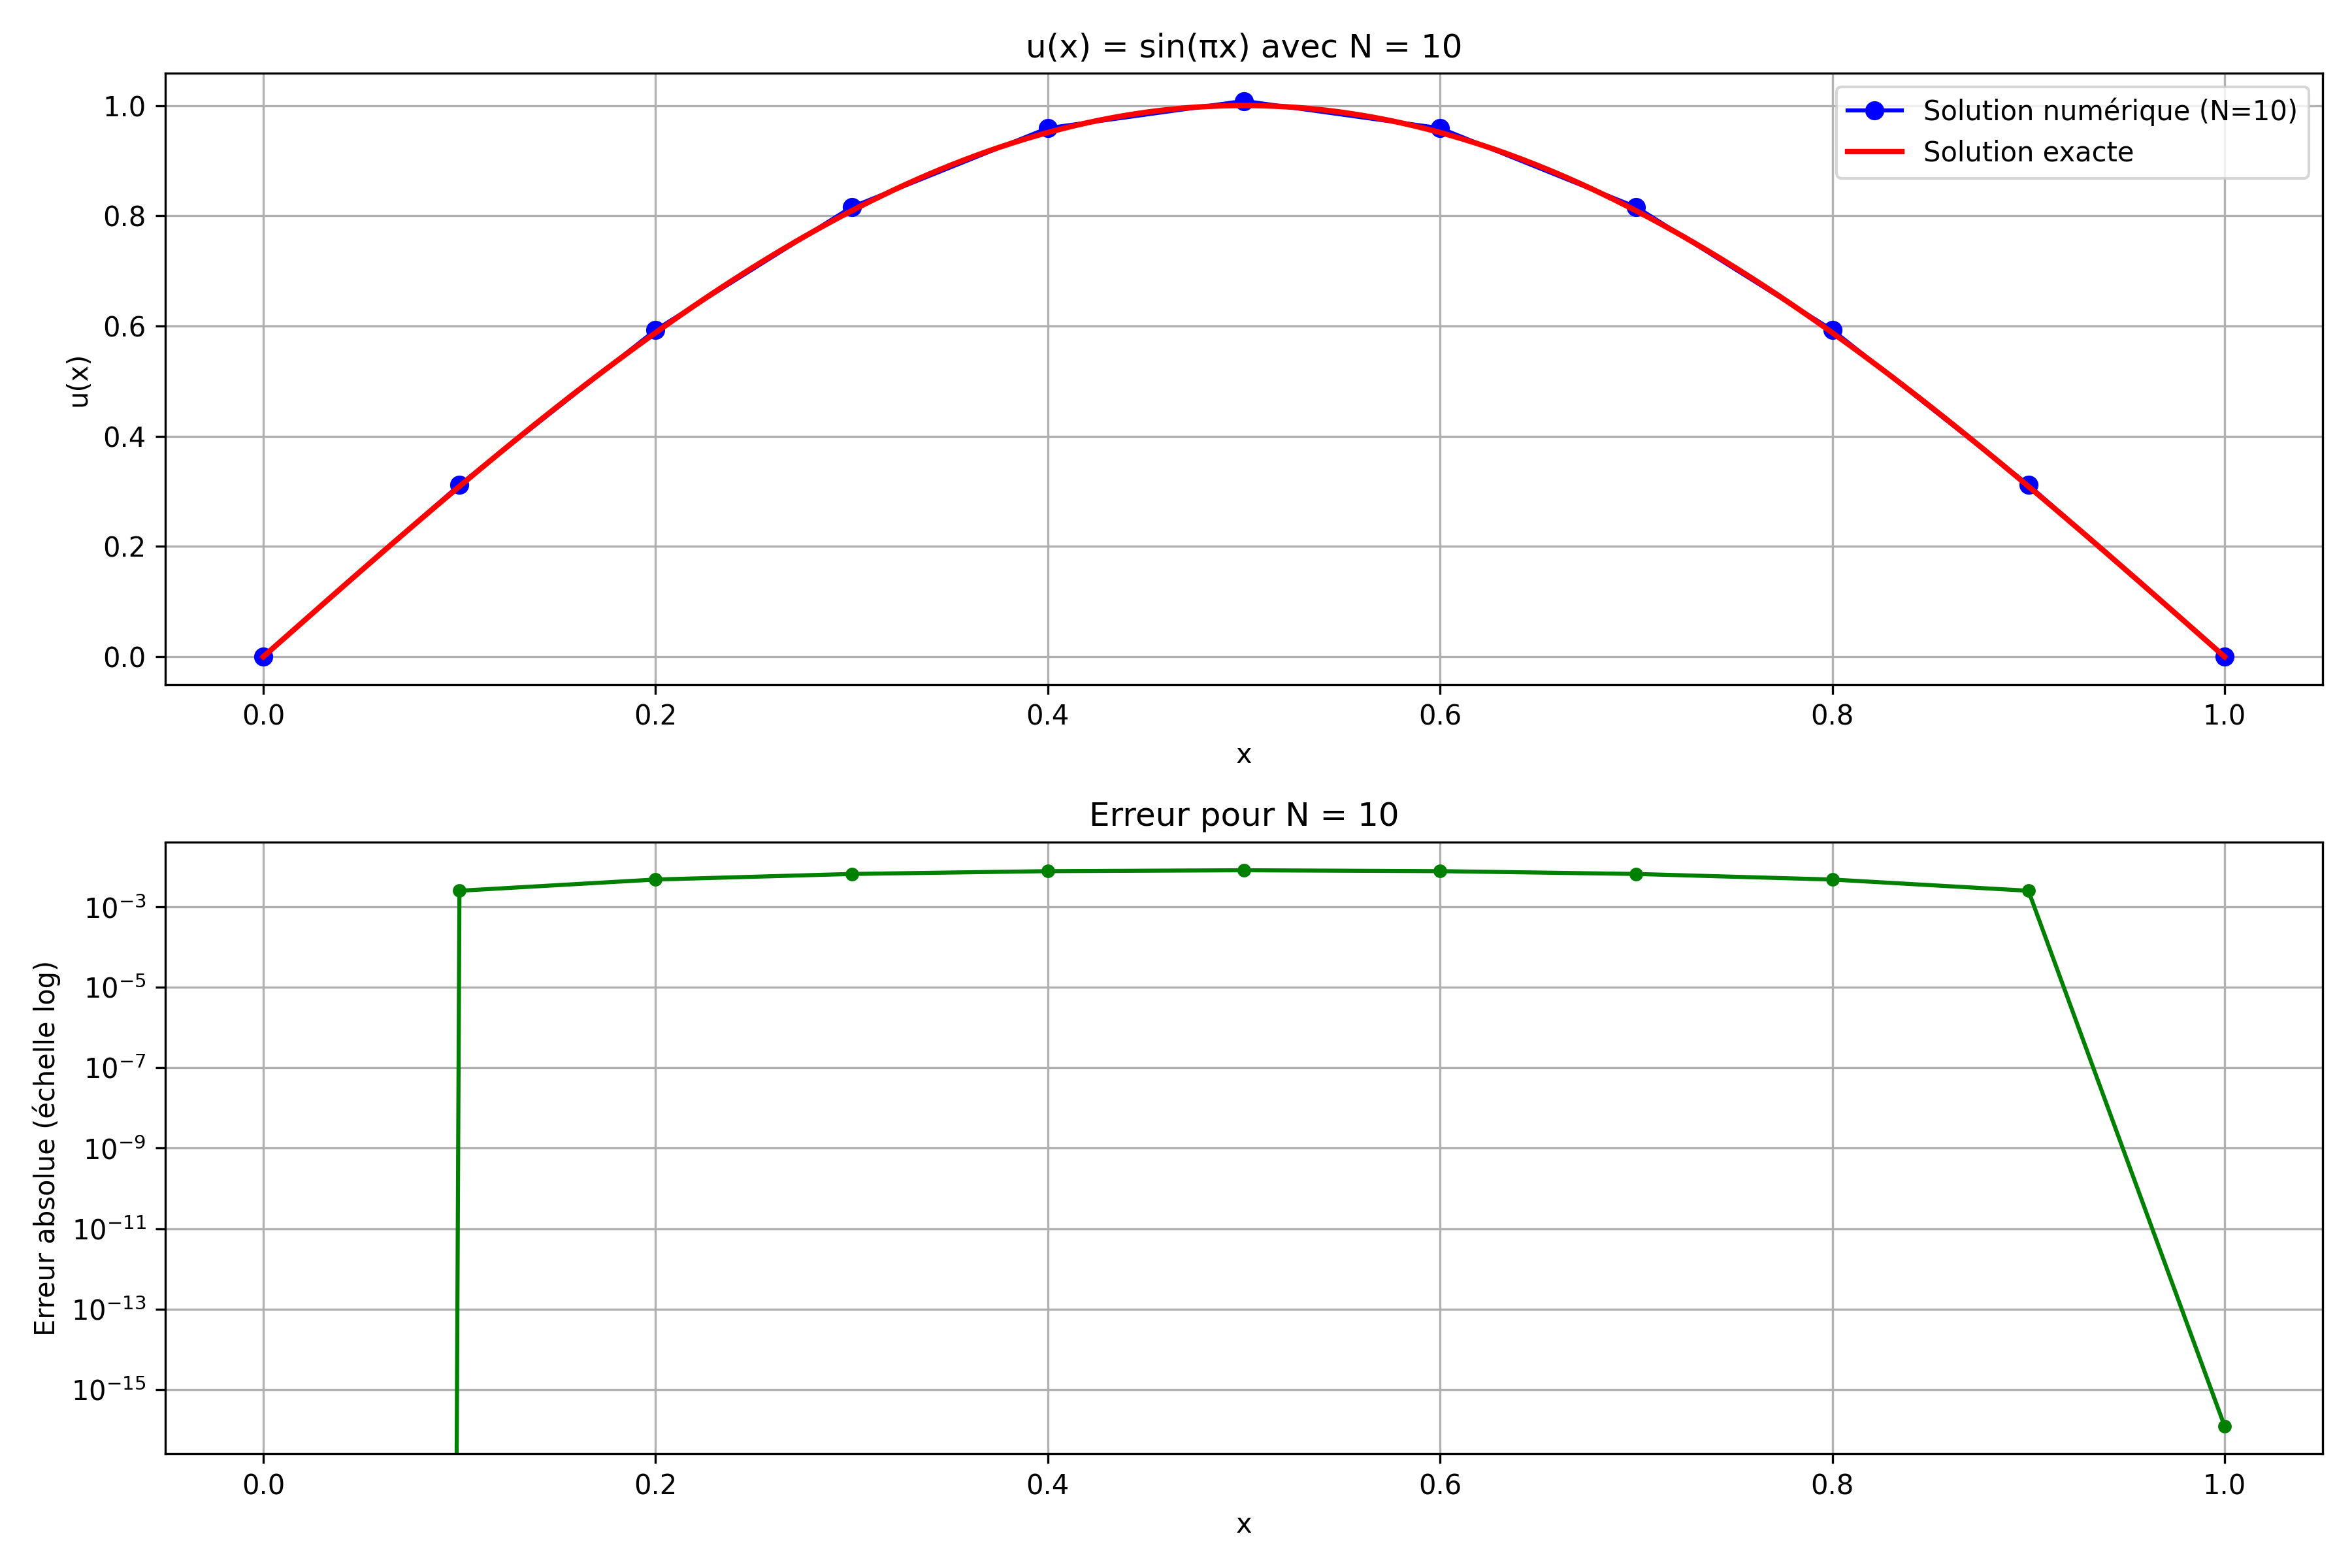 u(x) = sin(πx) avec N = 10
Solution numérique (N=10)
Solution exacte
u(x)
1.0
0.8
0.6
0.4
0.2
0.0
0.0 0.2 0.4 0.6 0.8 1.0
x
Erreur pour N = 10
Erreur absolue (échelle log)
10⁻³
10⁻⁵
10⁻⁷
10⁻⁹
10⁻¹¹
10⁻¹³
10⁻¹⁵
0.0 0.2 0.4 0.6 0.8 1.0
x